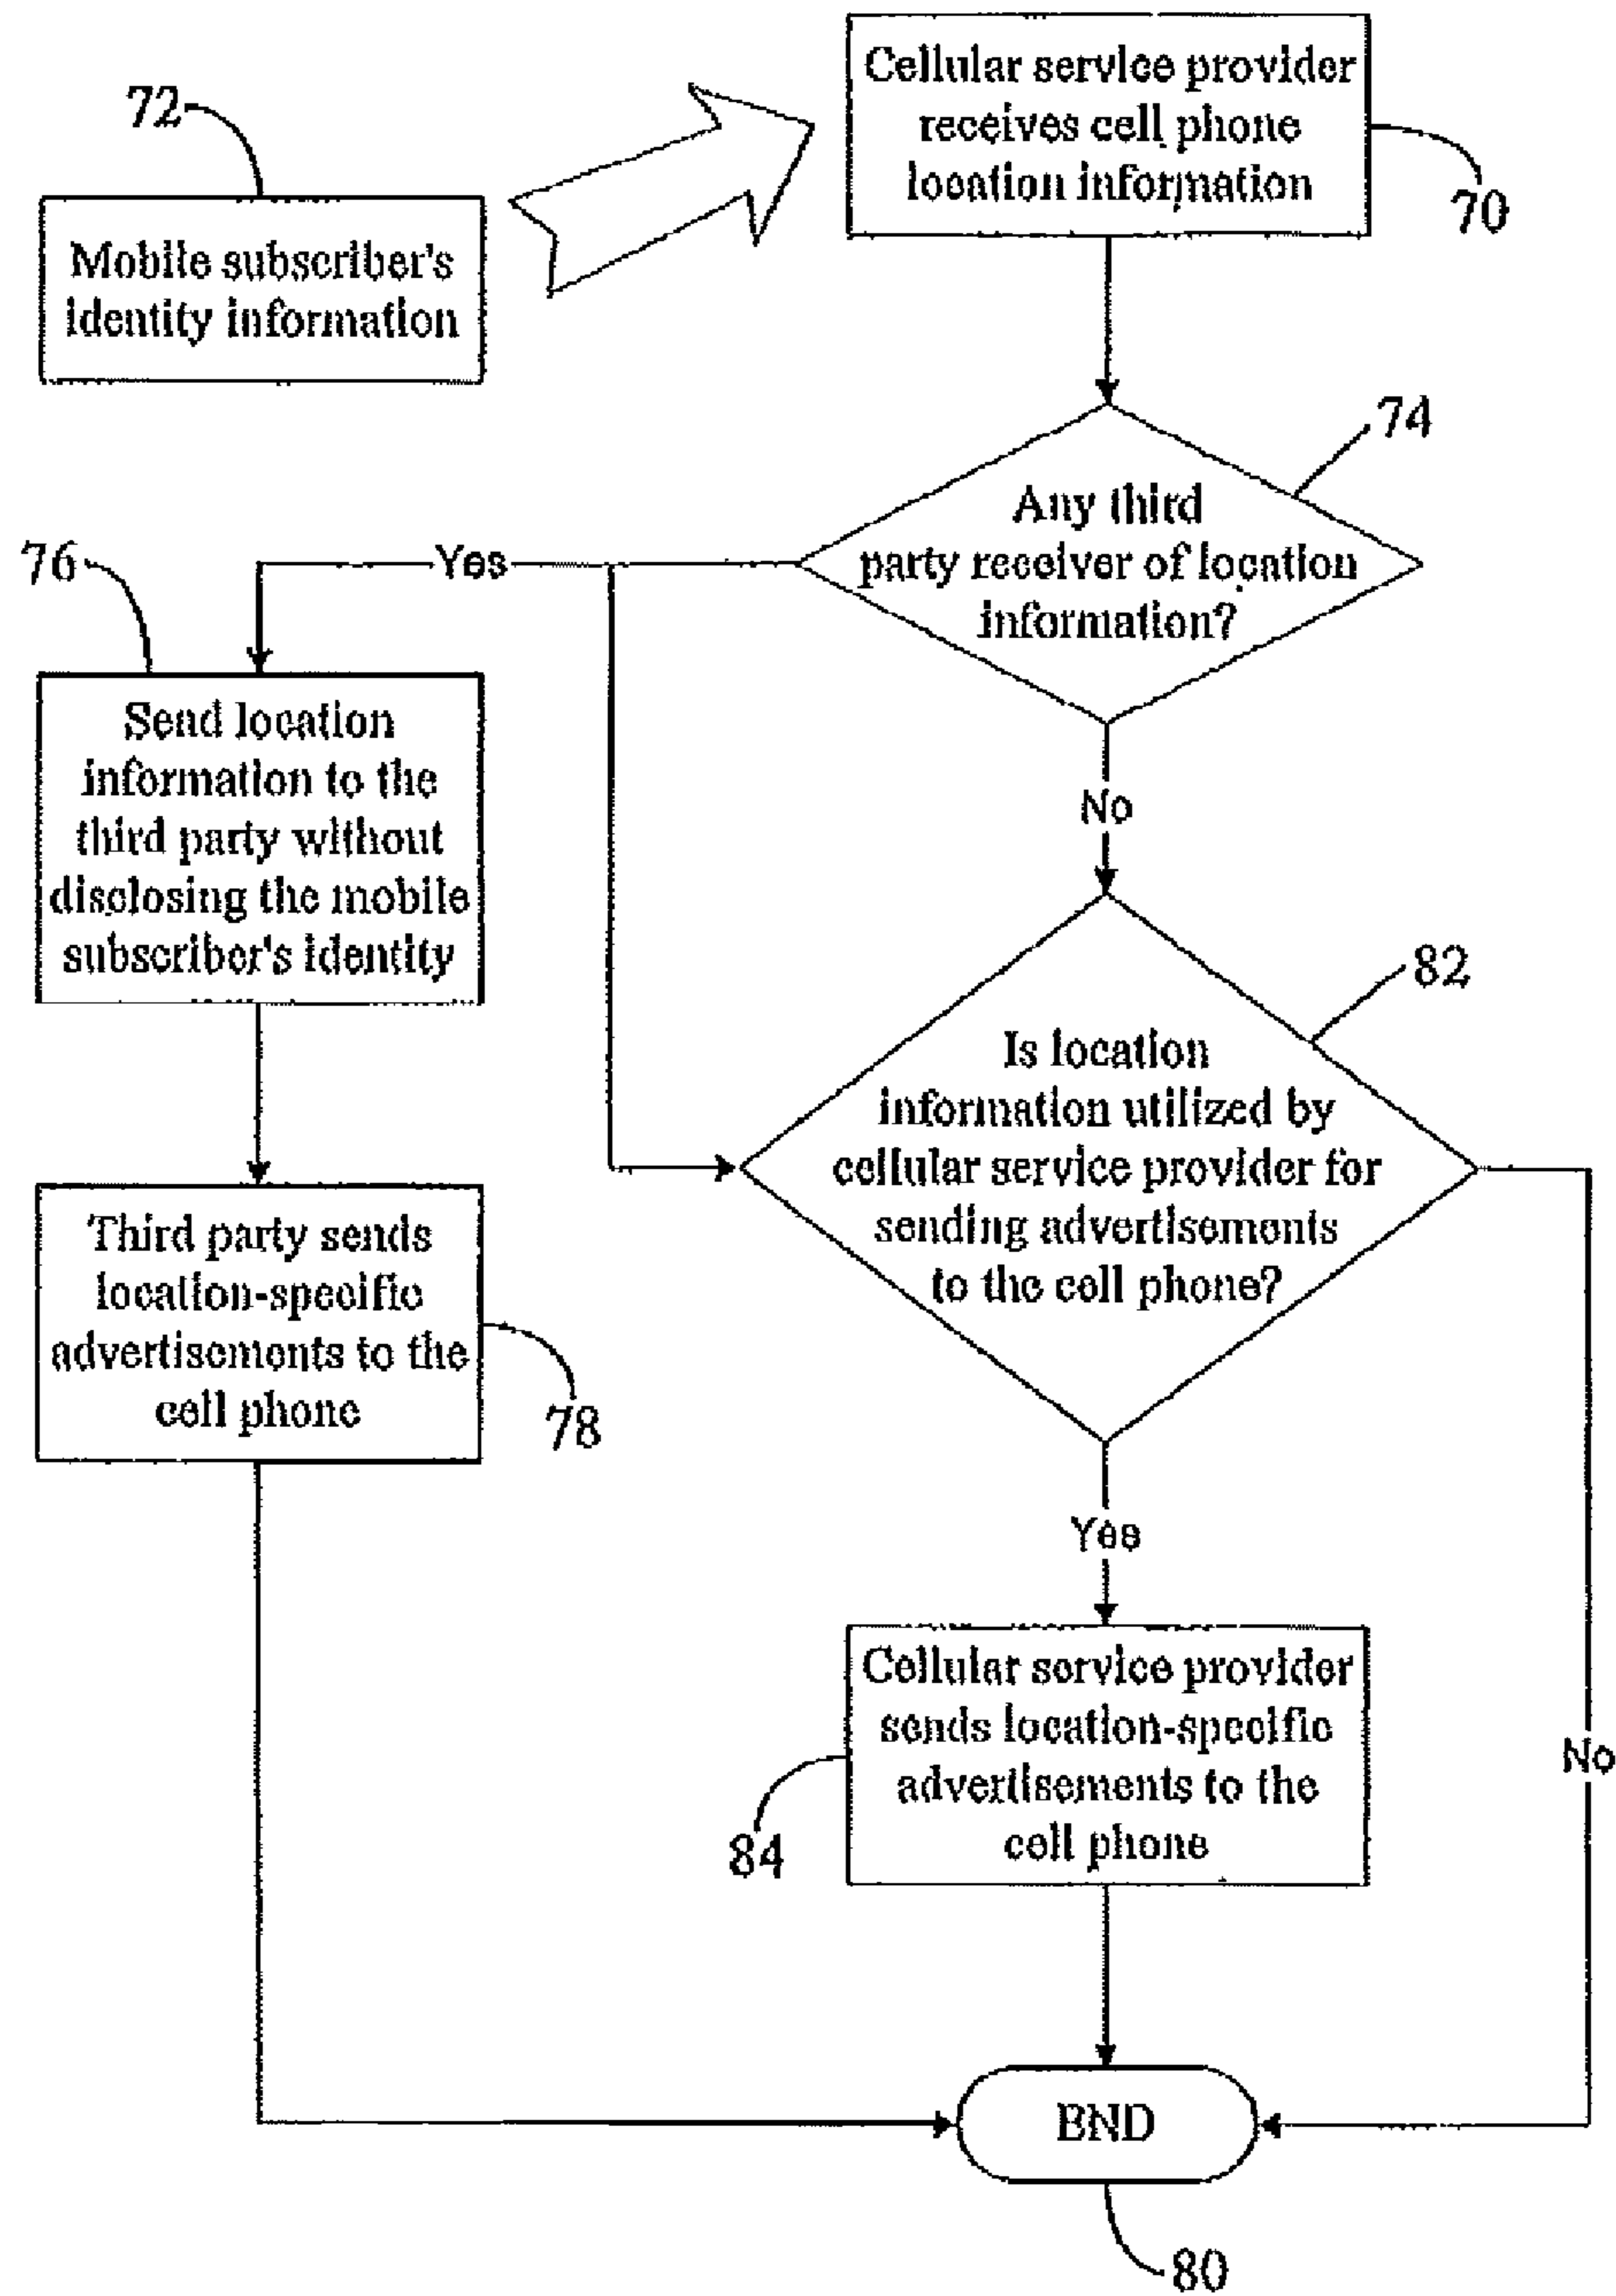 72
Mobile subscriber's
identity information
Cellular service provider
receives cell phone
location information
70
74
Any third
party receiver of location
information?
Yes
No
76
Send location
information to the
third party without
disclosing the mobile
subscriber's identity
82
Is location
information utilized by
cellular service provider for
sending advertisements
to the cell phone?
Third party sends
location-specific
advertisements to the
cell phone
78
Yes
No
Cellular service provider
sends location-specific
advertisements to the
cell phone
84
END
80